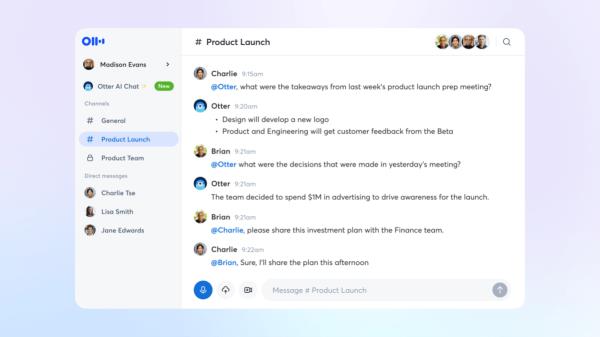 Madison Evans
Otter AI Chat
New
Channels
# General
# Product Launch
Product Team
Direct messages
Charlie Tse
Lisa Smith
Jane Edwards
# Product Launch
Charlie 9:15am
@Otter, what were the takeaways from last week's product launch prep meeting?
Otter 9:20am
• Design will develop a new logo
• Product and Engineering will get customer feedback from the Beta
Brian 9:21am
@Otter what were the decisions that were made in yesterday's meeting?
Otter 9:21am
The team decided to spend $1M in advertising to drive awareness for the launch.
Brian 9:21am
@Charlie, please share this investment plan with the Finance team.
Charlie 9:22am
@Brian, Sure, I'll share the plan this afternoon
Message # Product Launch